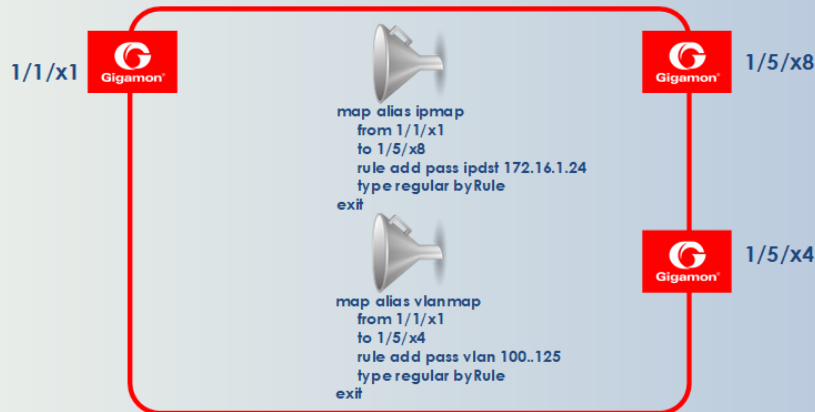 1/1/x1
Gigamon®
Gigamon®
1/5/x8
map alias ipmap
from 1/1/x1
to 1/5/x8
rule add pass ipdst 172.16.1.24
type regular byRule
exit
Gigamon®
1/5/x4
map alias vlanmap
from 1/1/x1
to 1/5/x4
rule add pass vlan 100..125
type regular byRule
exit